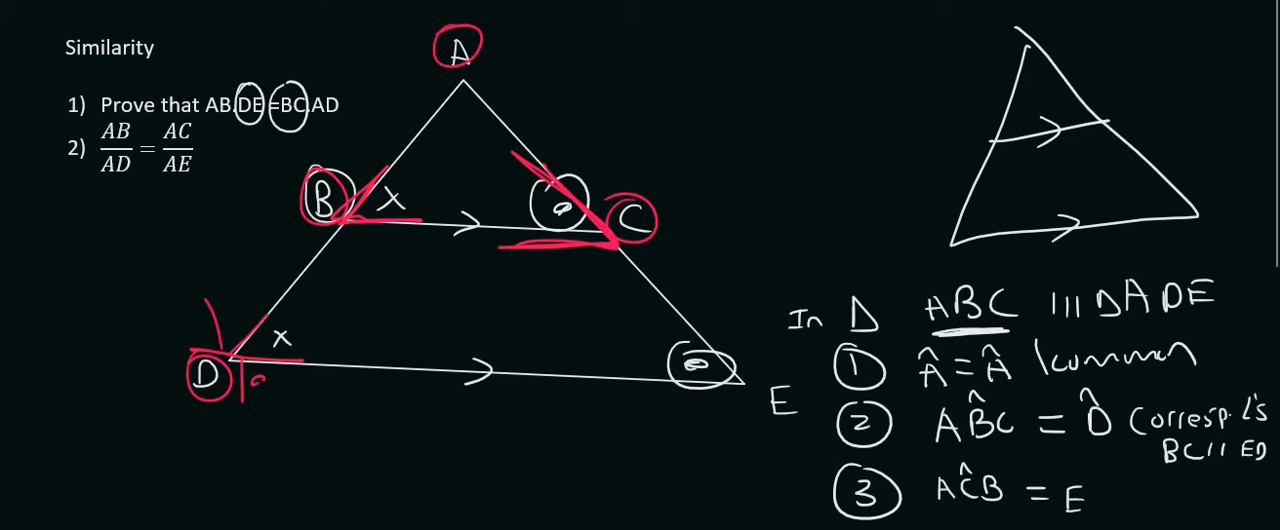 Similarity
1) Prove that AB.DE =BC.AD
2) AB/AD = AC/AE
A
B x C
D x
E
In Δ ABC ||| ΔADE
① Â = Â (common
② AB̂C = D̂ (corresp. ∠'s
BC // ED
③ AĈB = E